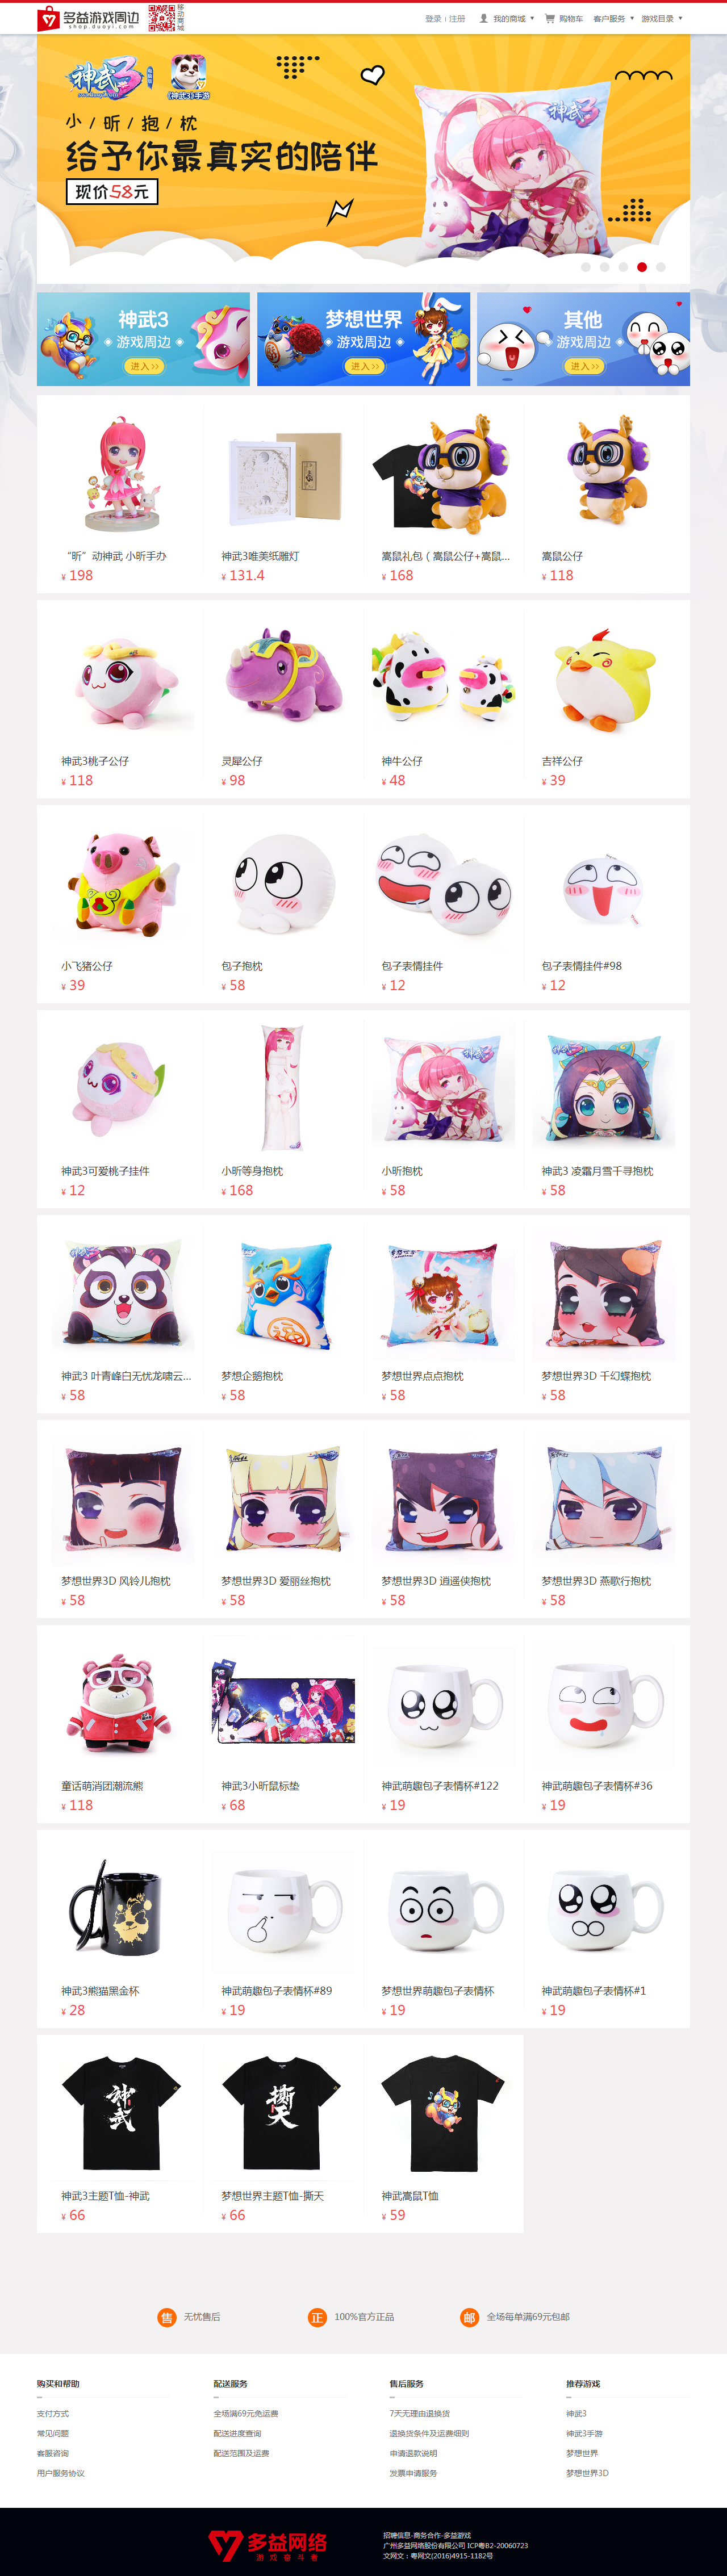 多益游戏周边
shop.duoyi.com
移动商城
登录 | 注册 我的商城 ▼ 购物车 客户服务 ▼ 游戏目录 ▼
神武3
《神武3》手游
小/昕/抱/枕
给予你最真实的陪伴
现价58元
神武3
神武3
◆ 游戏周边 ◆
进入 >>
梦想世界
◆ 游戏周边 ◆
进入 >>
其他
◆ 游戏周边 ◆
进入 >>
“昕”动神武 小昕手办
¥ 198
神武3唯美纸雕灯
¥ 131.4
嵩鼠礼包（嵩鼠公仔+嵩鼠...
¥ 168
嵩鼠公仔
¥ 118
神武3桃子公仔
¥ 118
灵犀公仔
¥ 98
神牛公仔
¥ 48
吉祥公仔
¥ 39
小飞猪公仔
¥ 39
包子抱枕
¥ 58
包子表情挂件
¥ 12
包子表情挂件#98
¥ 12
神武3可爱桃子挂件
¥ 12
小昕等身抱枕
¥ 168
小昕抱枕
¥ 58
神武3 凌霜月雪千寻抱枕
¥ 58
神武3 叶青峰白无忧龙啸云...
¥ 58
梦想企鹅抱枕
¥ 58
梦想世界点点抱枕
¥ 58
梦想世界3D 千幻蝶抱枕
¥ 58
梦想世界3D 风铃儿抱枕
¥ 58
梦想世界3D 爱丽丝抱枕
¥ 58
梦想世界3D 逍遥侠抱枕
¥ 58
梦想世界3D 燕歌行抱枕
¥ 58
童话萌消团潮流熊
¥ 118
神武3小昕鼠标垫
¥ 68
神武萌趣包子表情杯#122
¥ 19
神武萌趣包子表情杯#36
¥ 19
神武3熊猫黑金杯
¥ 28
神武萌趣包子表情杯#89
¥ 19
梦想世界萌趣包子表情杯
¥ 19
神武萌趣包子表情杯#1
¥ 19
神武
撕天
神武3主题T恤-神武
¥ 66
梦想世界主题T恤-撕天
¥ 66
神武嵩鼠T恤
¥ 59
售 无忧售后
正 100%官方正品
邮 全场每单满69元包邮
购买和帮助
支付方式
常见问题
客服咨询
用户服务协议
配送服务
全场满69元免运费
配送进度查询
配送范围及运费
售后服务
7天无理由退换货
退换货条件及运费细则
申请退款说明
发票申请服务
推荐游戏
神武3
神武3手游
梦想世界
梦想世界3D
多益网络
游戏奋斗者
招聘信息-商务合作-多益游戏
广州多益网络股份有限公司 ICP粤B2-20060723
文网文：粤网文(2016)4915-1182号